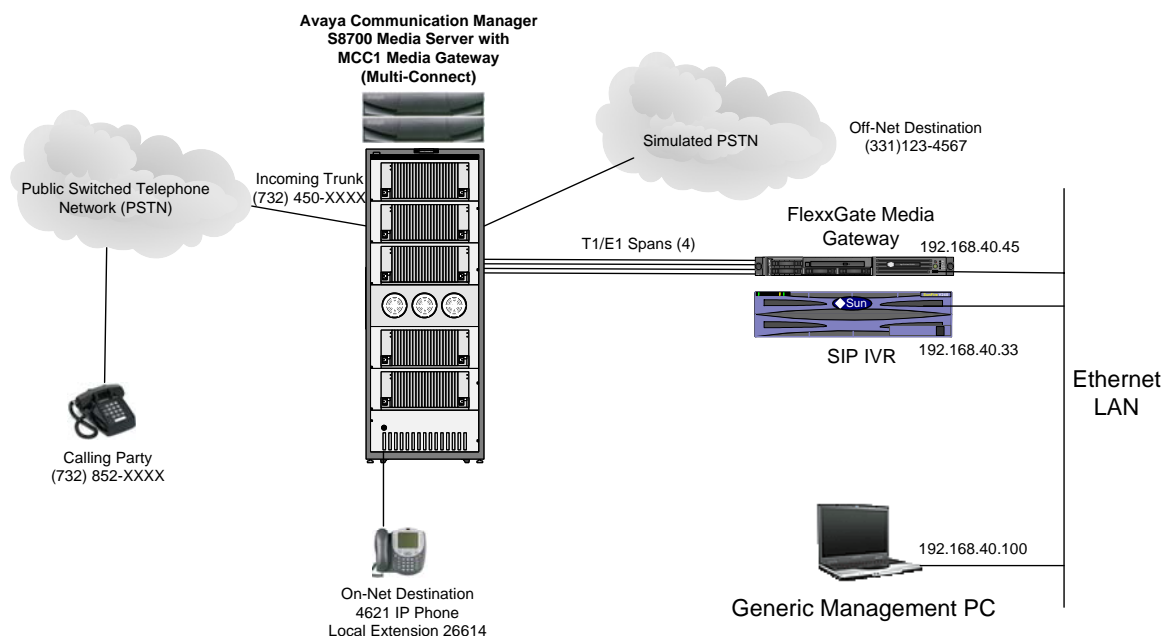 Avaya Communication Manager
S8700 Media Server with
MCC1 Media Gateway
(Multi-Connect)
Simulated PSTN
Off-Net Destination
(331)123-4567
Public Switched Telephone
Network (PSTN)
Incoming Trunk
(732) 450-XXXX
T1/E1 Spans (4)
FlexxGate Media
Gateway
192.168.40.45
Sun
SIP IVR
192.168.40.33
Ethernet
LAN
Calling Party
(732) 852-XXXX
On-Net Destination
4621 IP Phone
Local Extension 26614
192.168.40.100
Generic Management PC